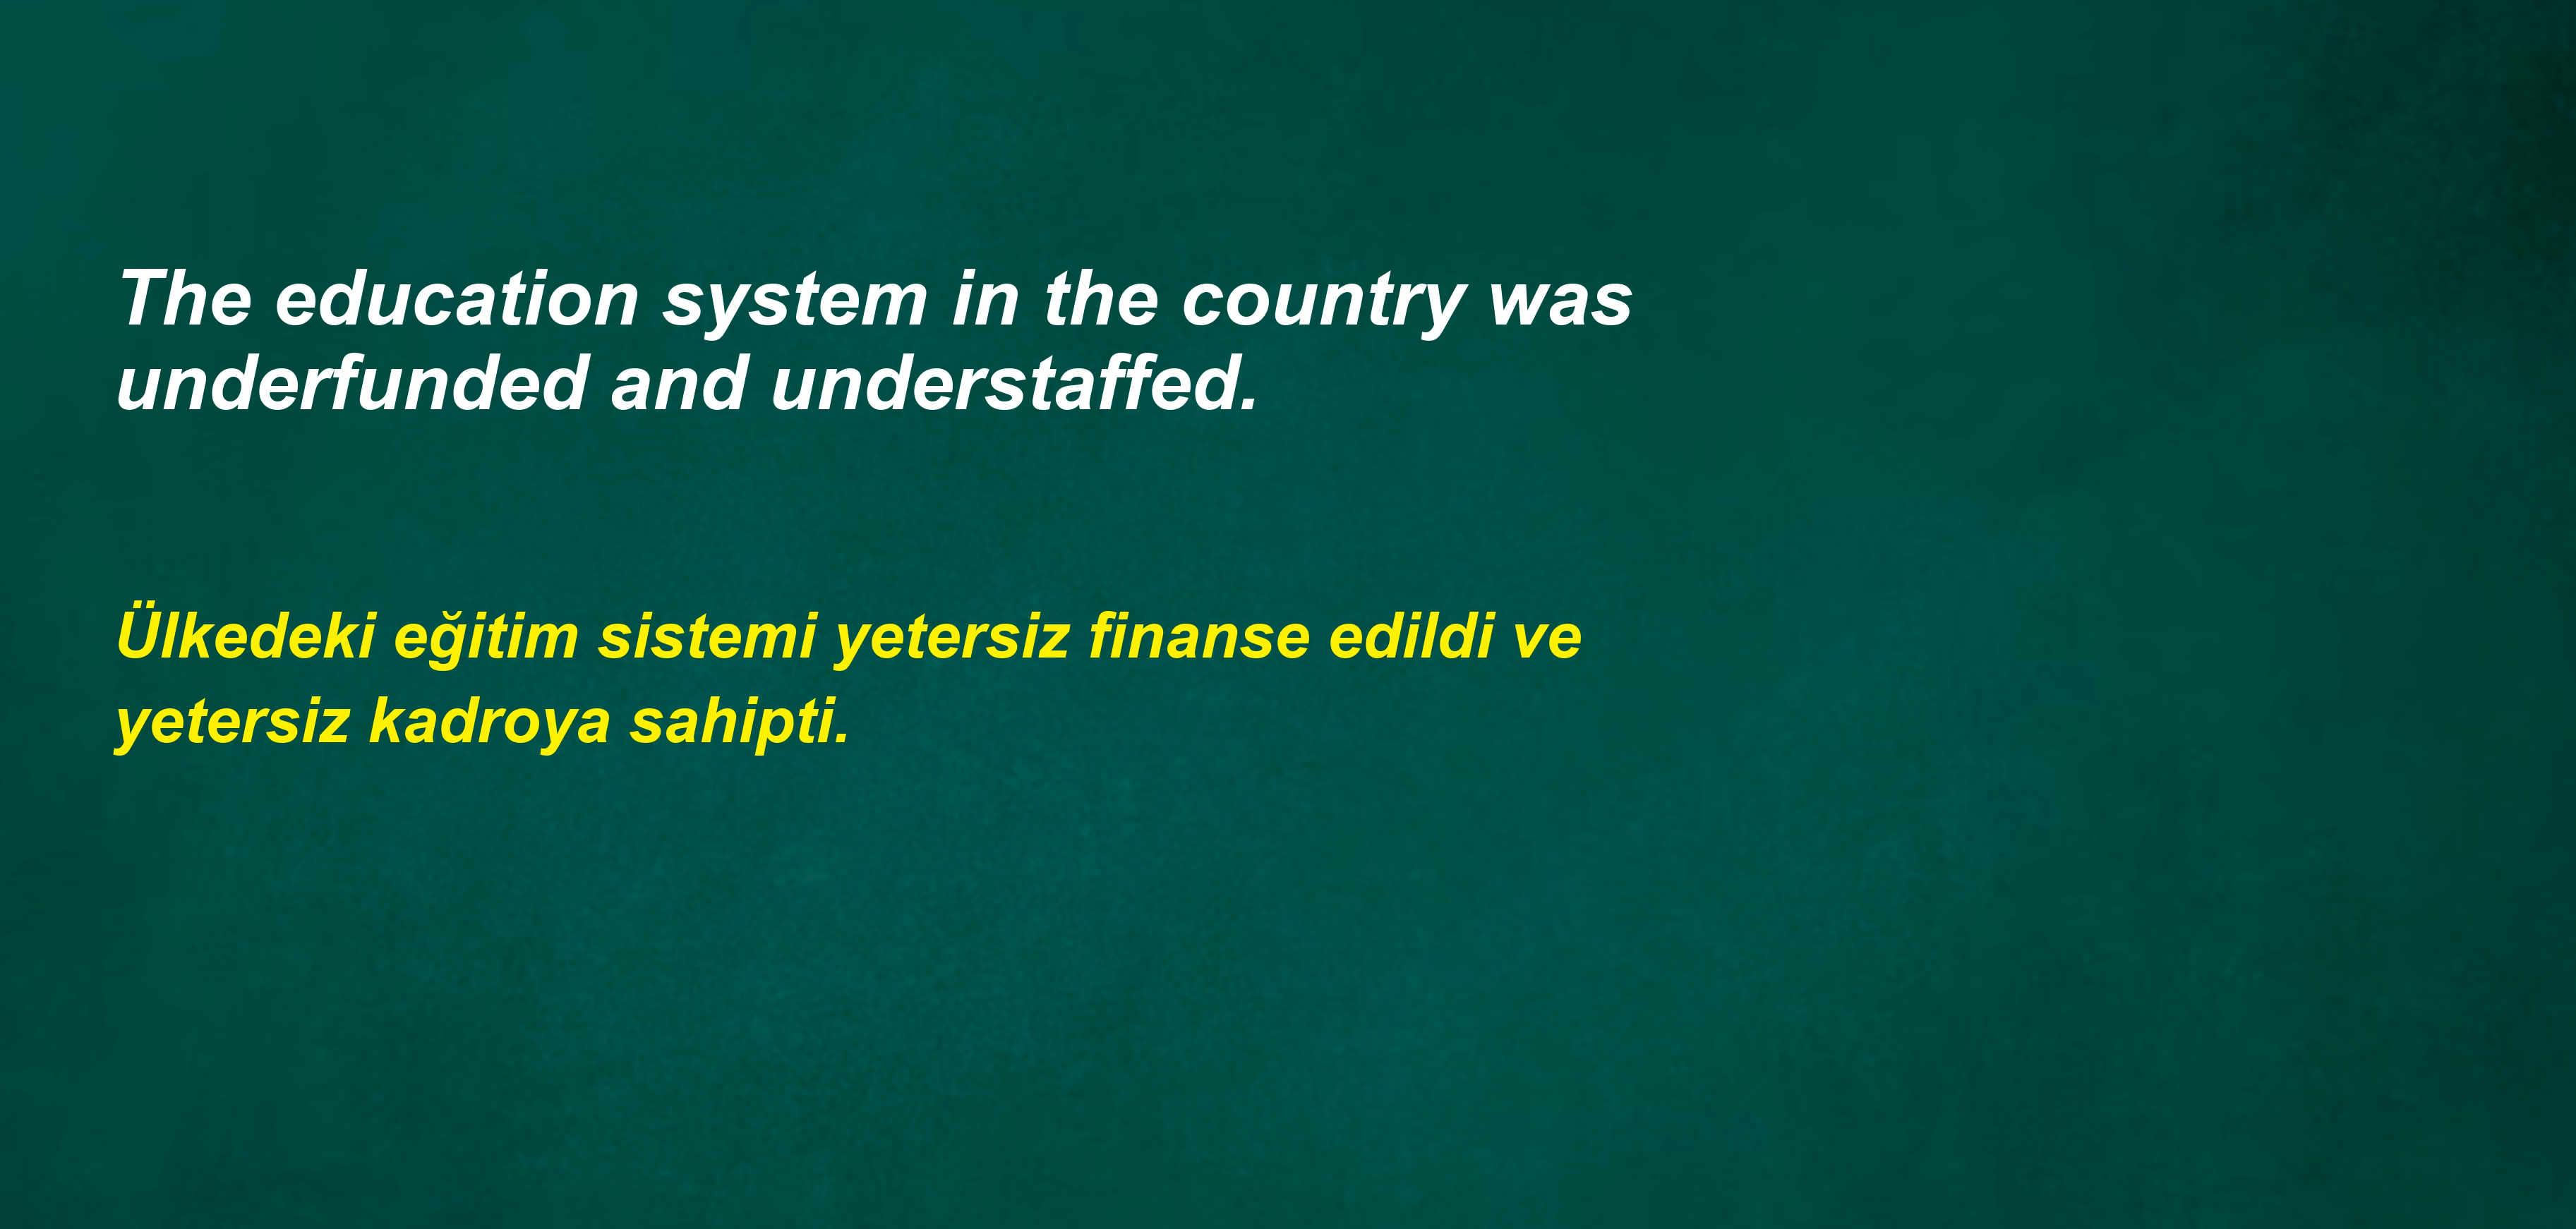 The education system in the country was
underfunded and understaffed.
Ülkedeki eğitim sistemi yetersiz finanse edildi ve
yetersiz kadroya sahipti.